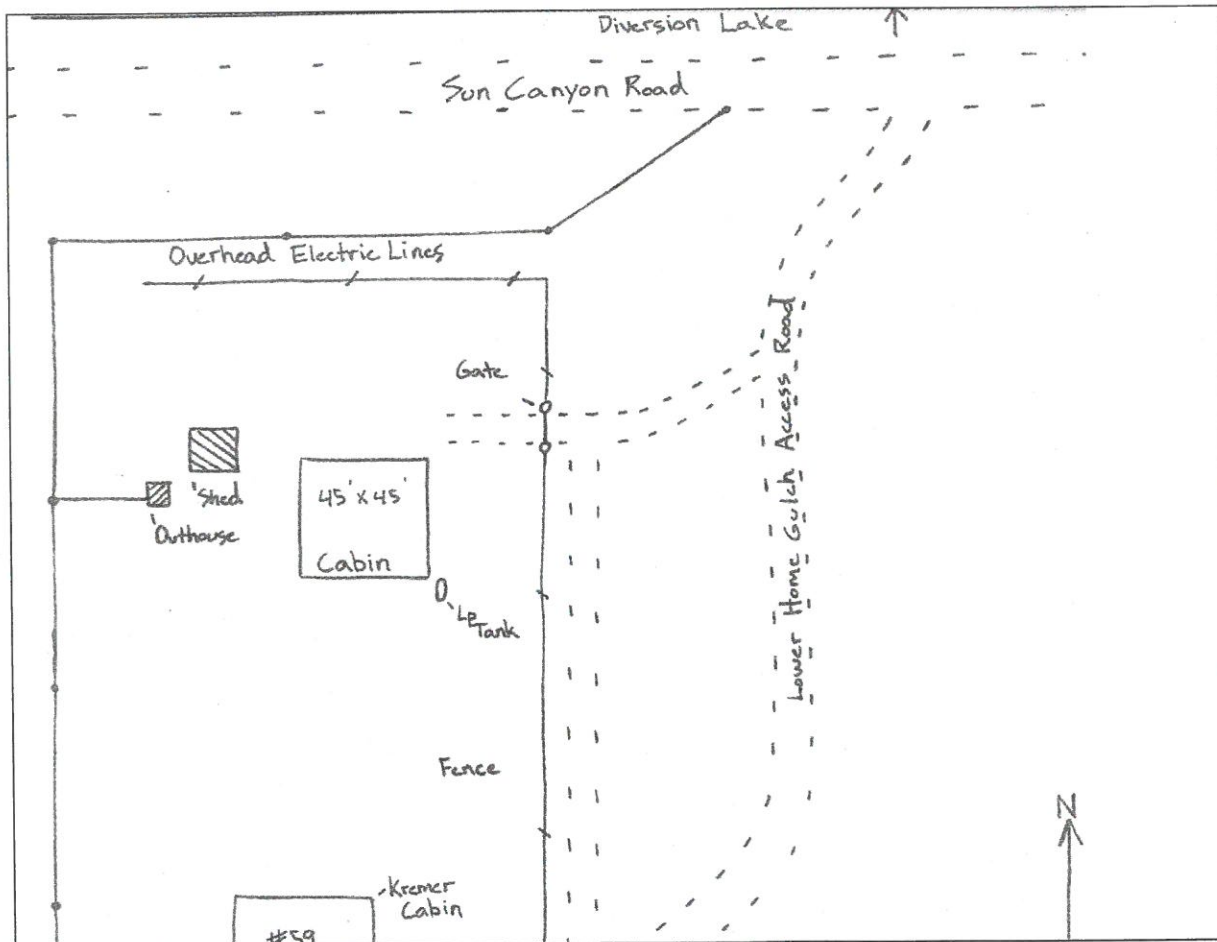 Diversion Lake
Sun Canyon Road
Overhead Electric Lines
Gate
Shed
Outhouse
45' x 45'
Cabin
LP
Tank
Lower Home Gulch Access Road
Fence
N
Kremer
Cabin
#59